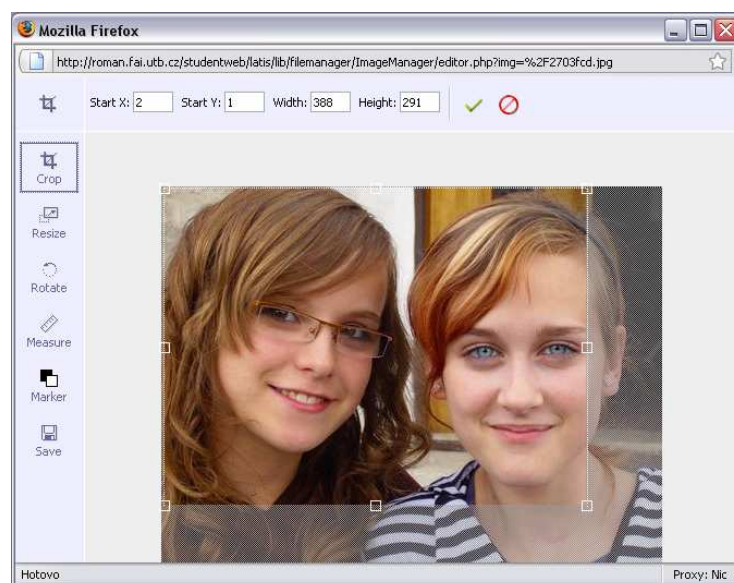 Mozilla Firefox
http://roman.fai.utb.cz/studentweb/latis/lib/filemanager/ImageManager/editor.php?img=%2F2703fcd.jpg
Start X: 2 Start Y: 1 Width: 388 Height: 291
Crop
Resize
Rotate
Measure
Marker
Save
Hotovo Proxy: Nic